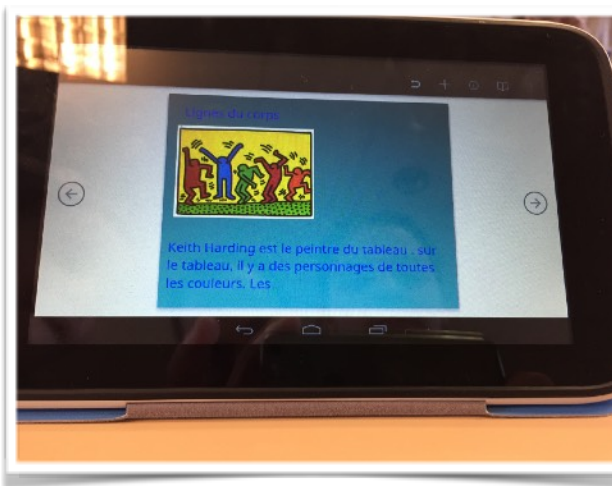 Lignes du corps
Keith Harding est le peintre du tableau . sur
le tableau, il y a des personnages de toutes
les couleurs. Les